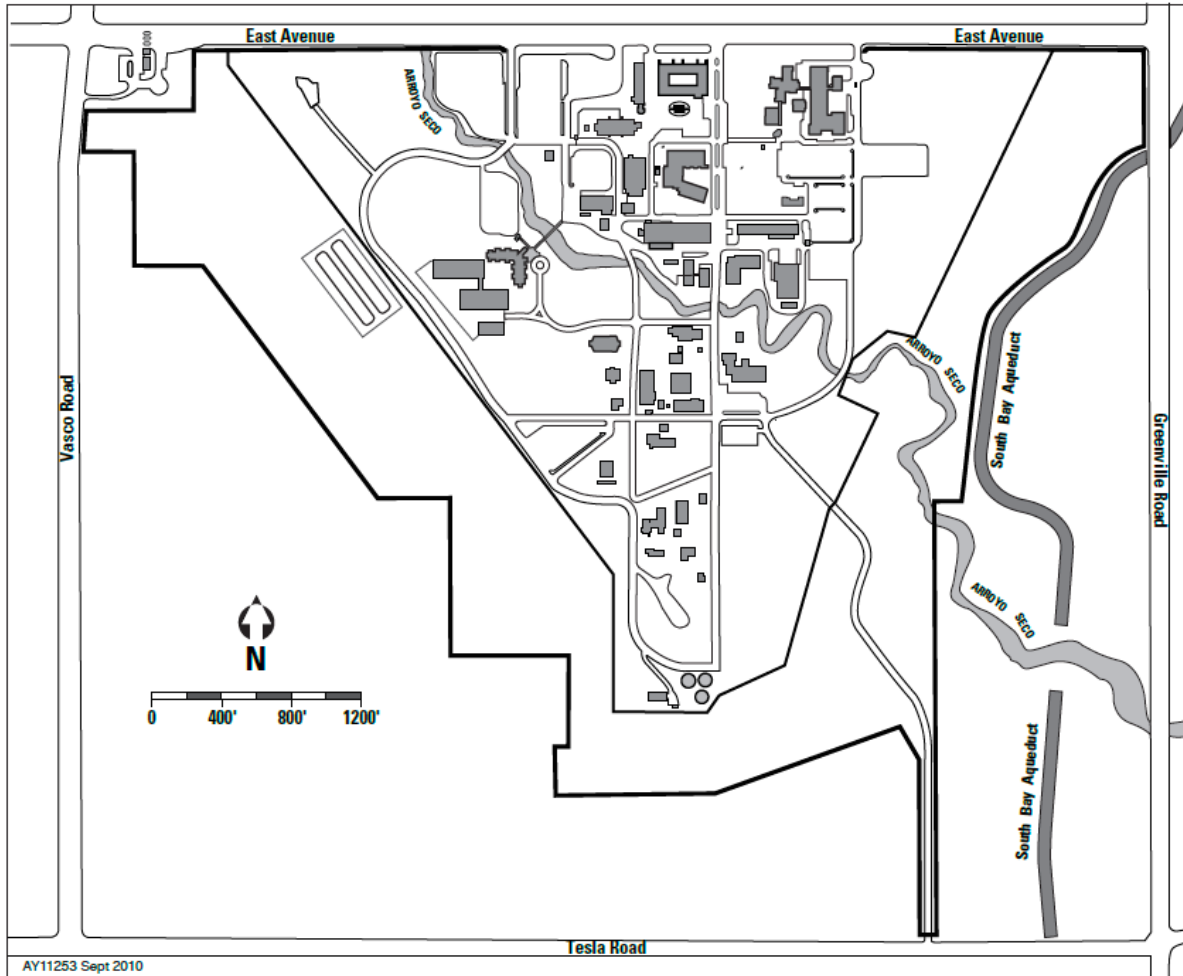 East Avenue
East Avenue
ARROYO SECO
Vasco Road
ARROYO SECO
South Bay Aqueduct
Greenville Road
ARROYO SECO
N
0 400' 800' 1200'
South Bay Aqueduct
Tesla Road
AY11253 Sept 2010